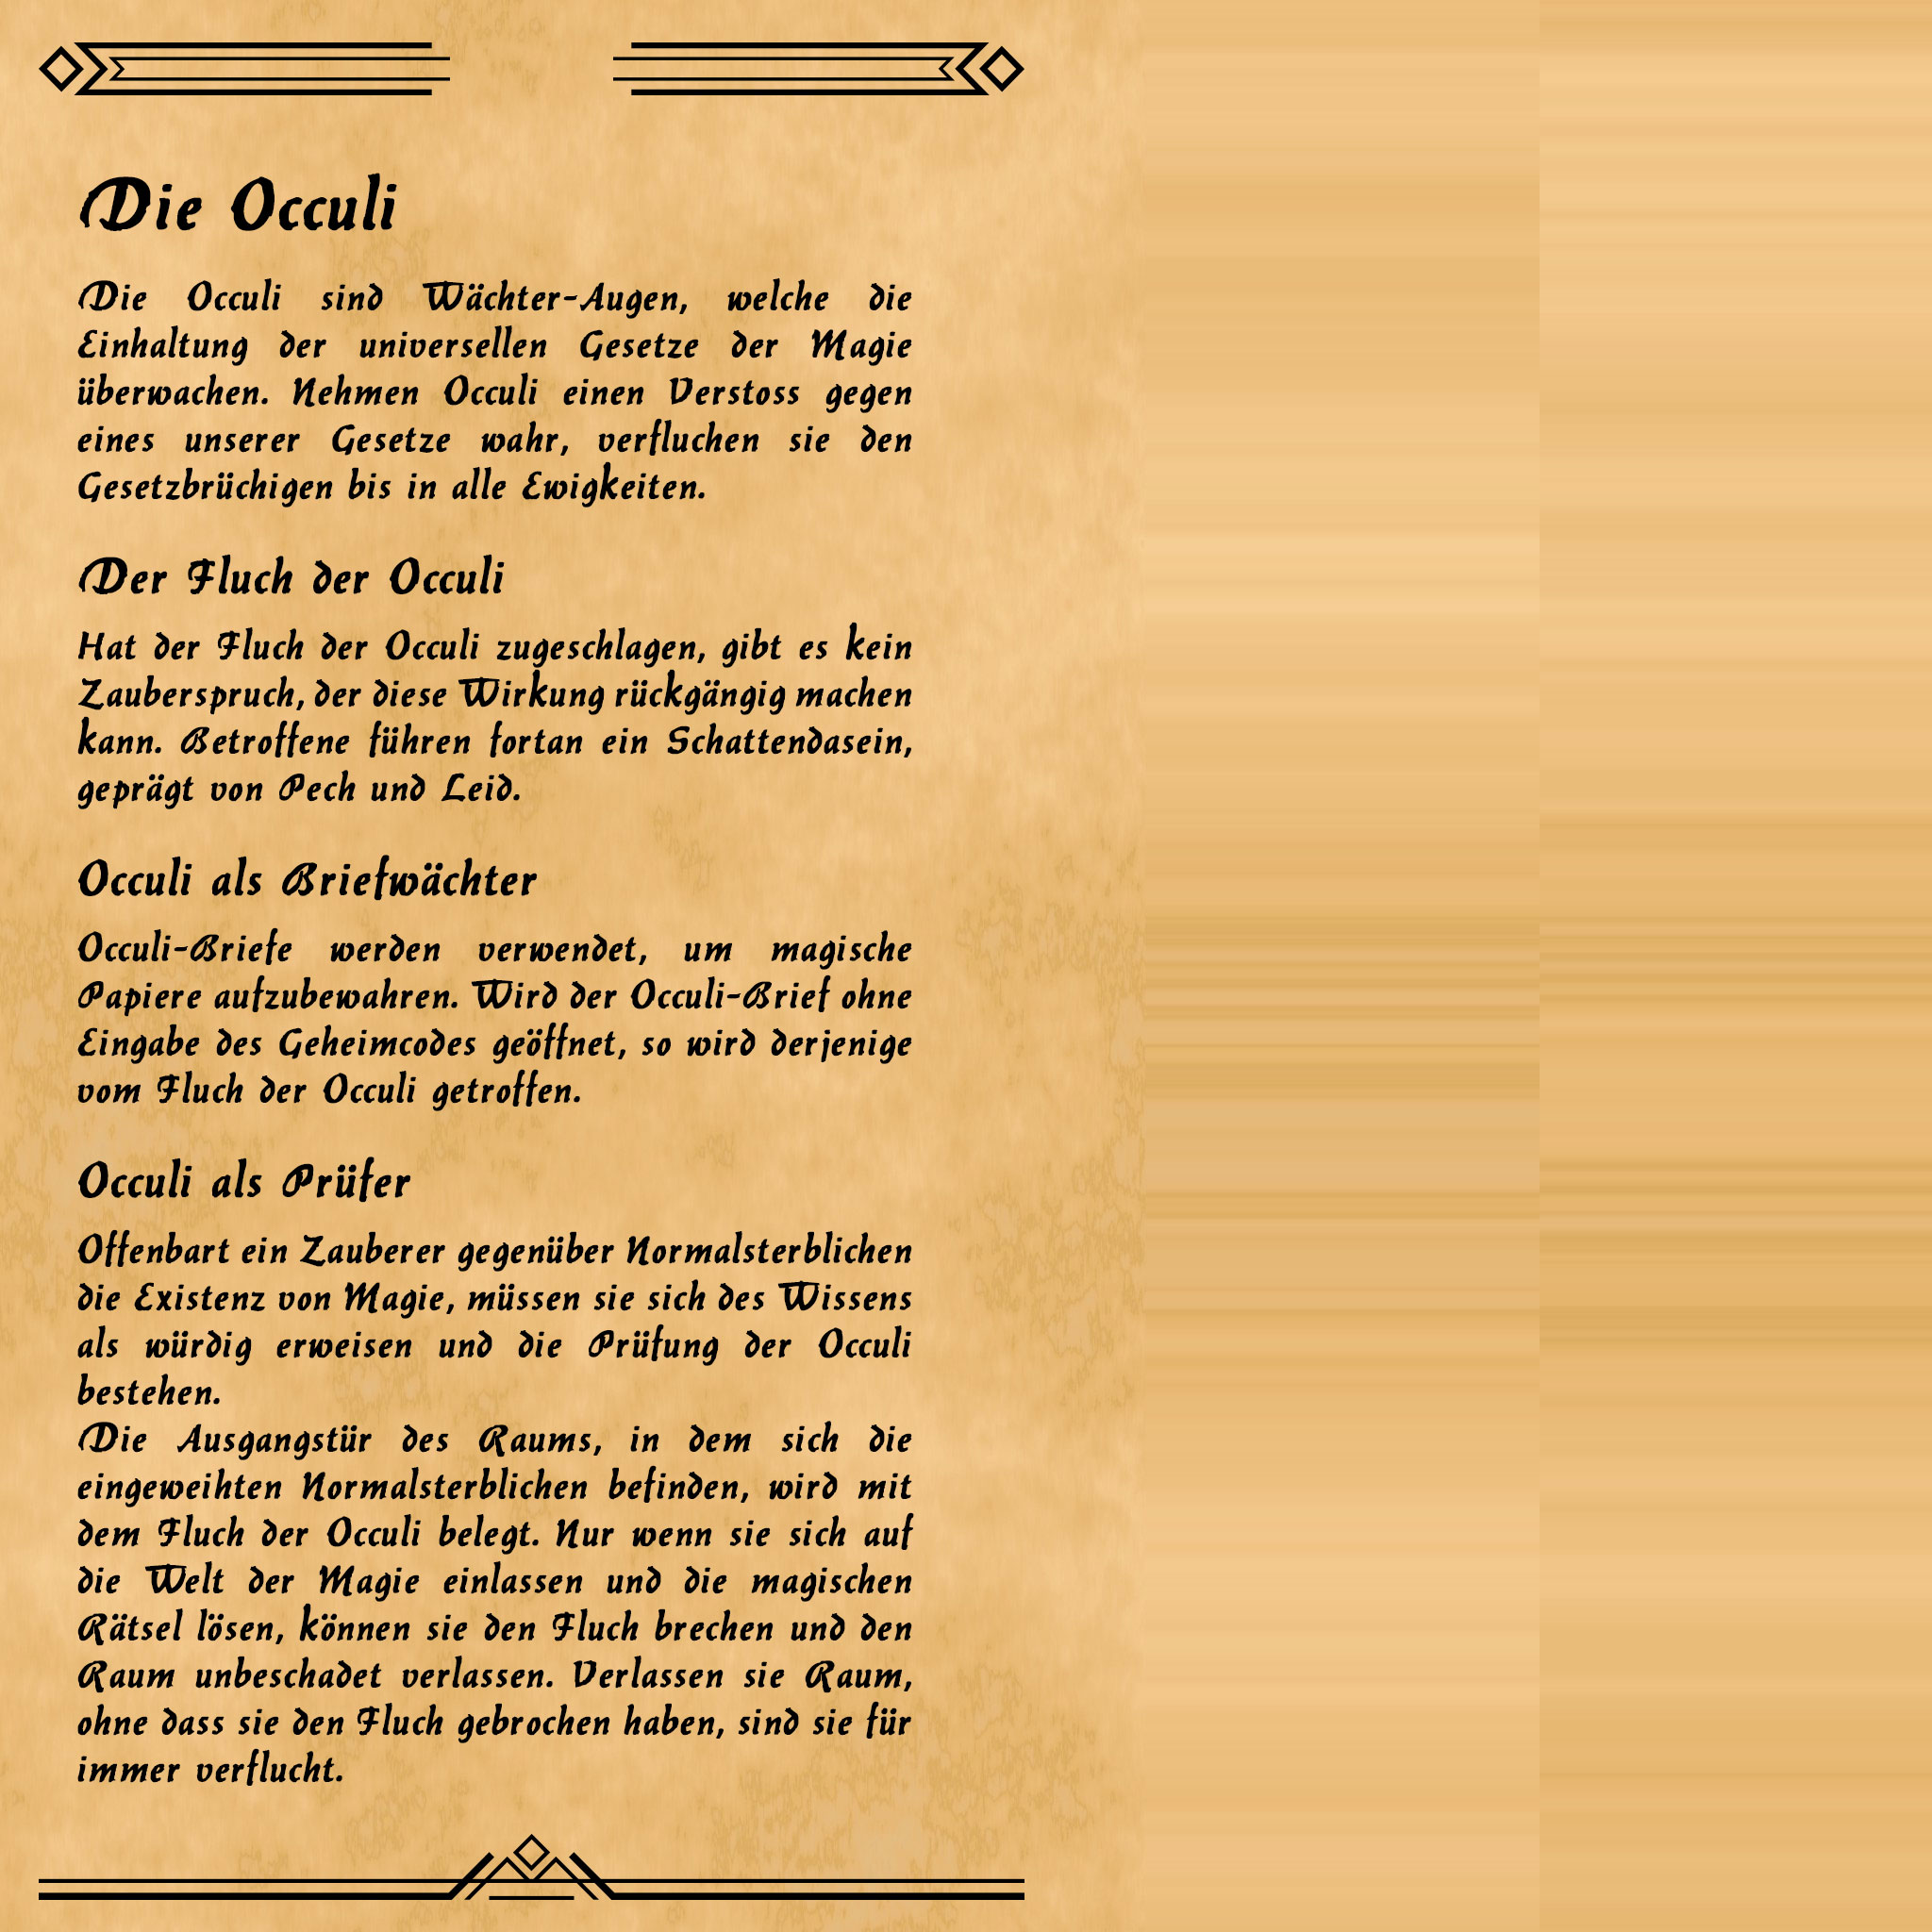 Die Occuli
Die Occuli sind Wächter-Augen, welche die
Einhaltung der universellen Gesetze der Magie
überwachen. Nehmen Occuli einen Verstoss gegen
eines unserer Gesetze wahr, verfluchen sie den
Gesetzbrüchigen bis in alle Ewigkeiten.
Der Fluch der Occuli
Hat der Fluch der Occuli zugeschlagen, gibt es kein
Zauberspruch, der diese Wirkung rückgängig machen
kann. Betroffene führen fortan ein Schattendasein,
geprägt von Pech und Leid.
Occuli als Briefwächter
Occuli-Briefe werden verwendet, um magische
Papiere aufzubewahren. Wird der Occuli-Brief ohne
Eingabe des Geheimcodes geöffnet, so wird derjenige
vom Fluch der Occuli getroffen.
Occuli als Prüfer
Offenbart ein Zauberer gegenüber Normalsterblichen
die Existenz von Magie, müssen sie sich des Wissens
als würdig erweisen und die Prüfung der Occuli
bestehen.
Die Ausgangstür des Raums, in dem sich die
eingeweihten Normalsterblichen befinden, wird mit
dem Fluch der Occuli belegt. Nur wenn sie sich auf
die Welt der Magie einlassen und die magischen
Rätsel lösen, können sie den Fluch brechen und den
Raum unbeschadet verlassen. Verlassen sie Raum,
ohne dass sie den Fluch gebrochen haben, sind sie für
immer verflucht.